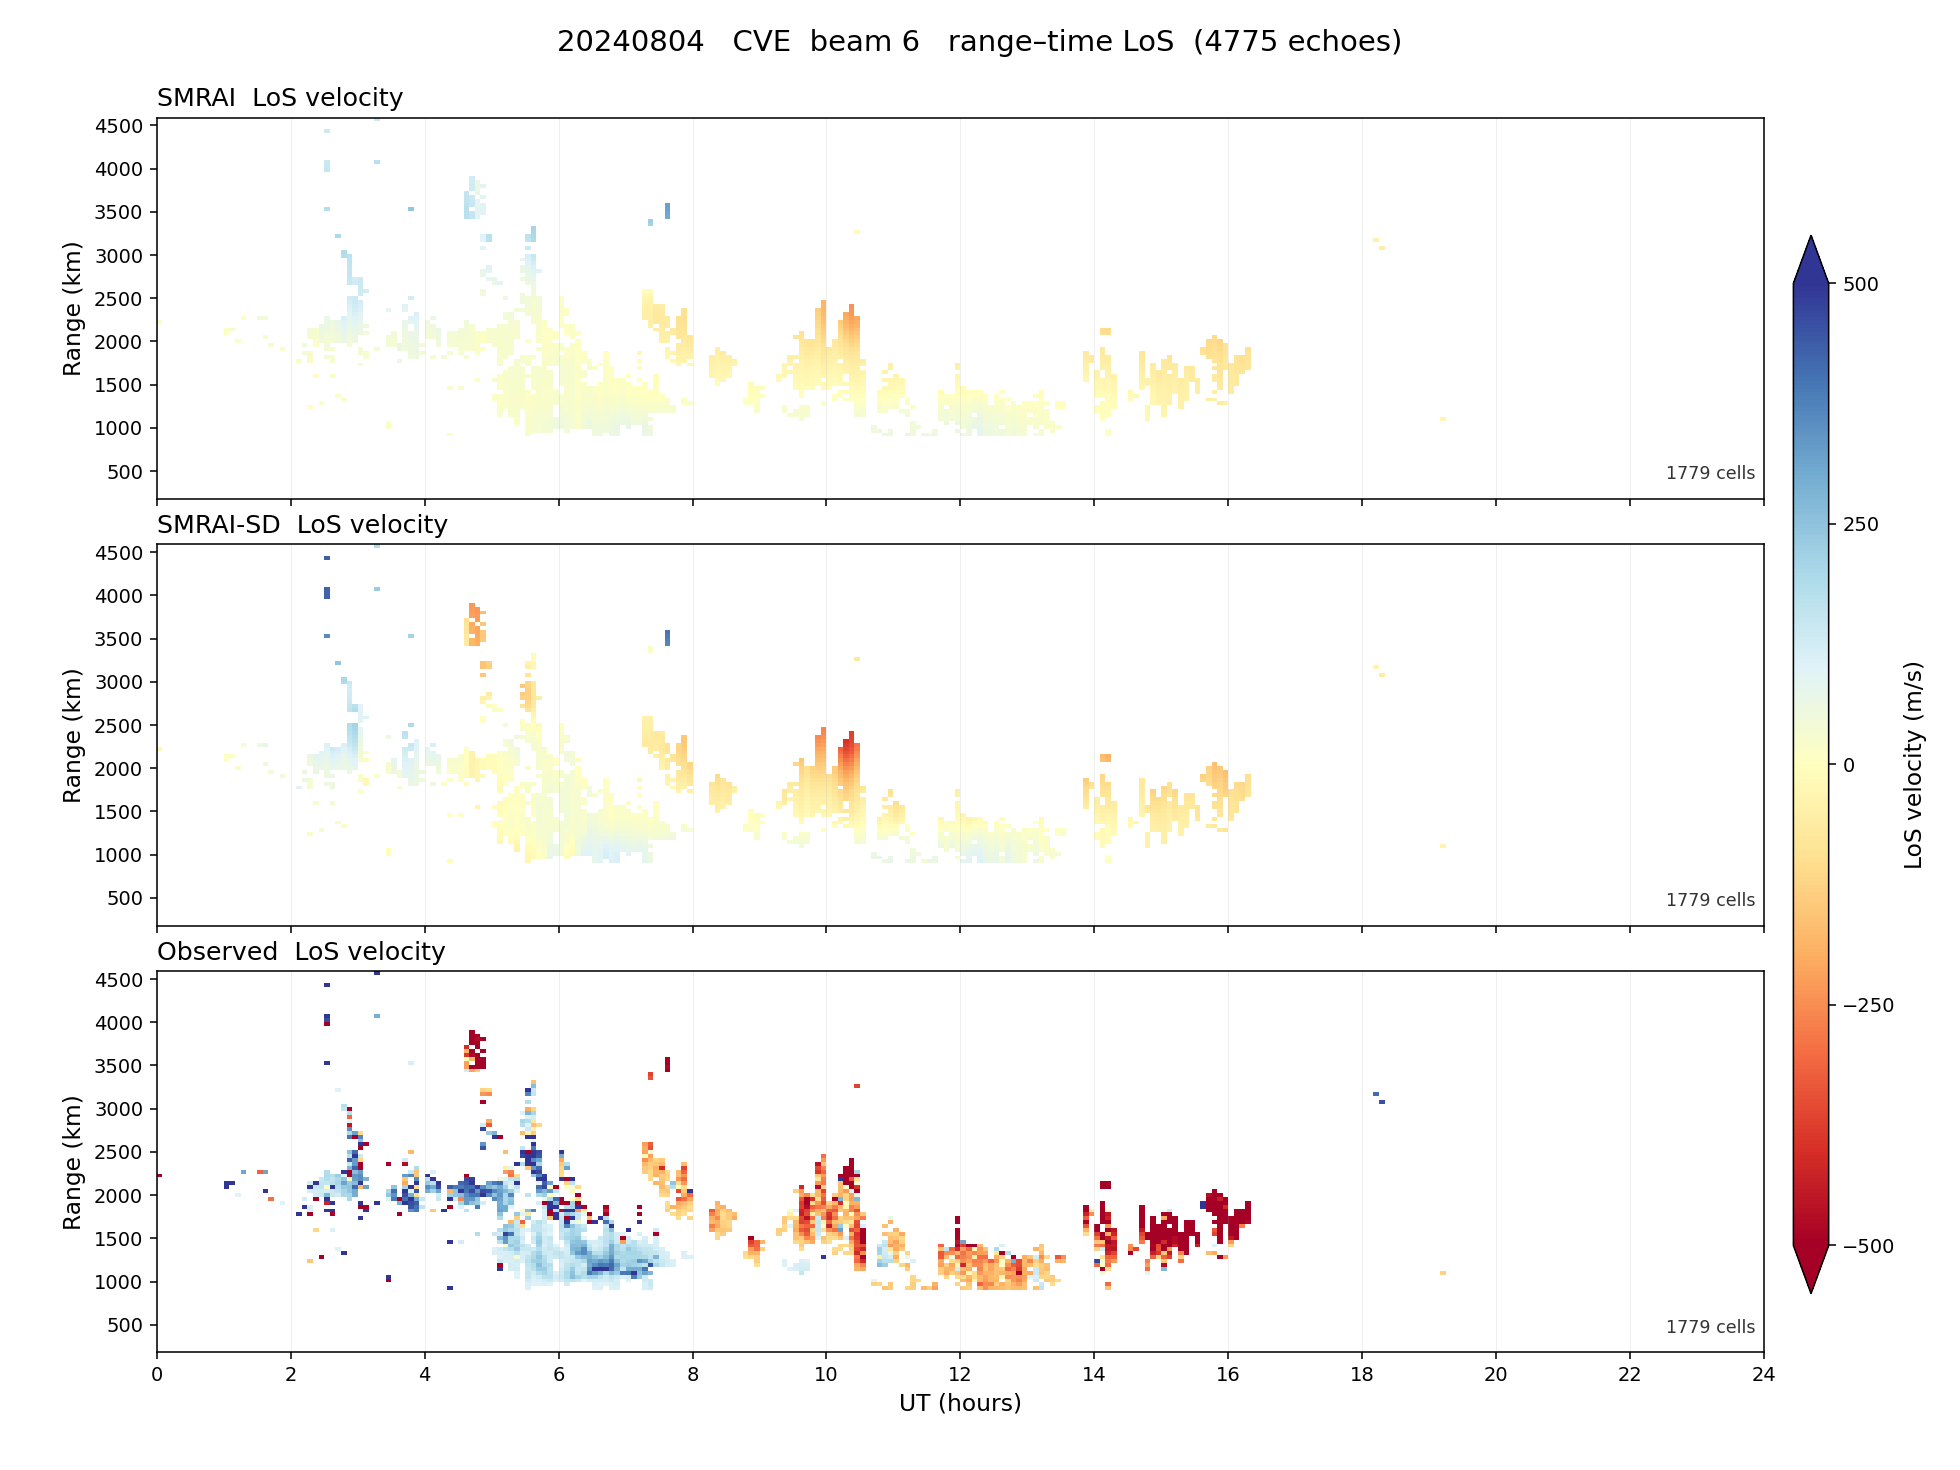 20240804   CVE  beam 6   range–time LoS  (4775 echoes)
SMRAI  LoS velocity
4500
4000
3500
3000
2500
2000
1500
1000
500
Range (km)
1779 cells
SMRAI-SD  LoS velocity
4500
4000
3500
3000
2500
2000
1500
1000
500
Range (km)
1779 cells
Observed  LoS velocity
4500
4000
3500
3000
2500
2000
1500
1000
500
Range (km)
1779 cells
0 2 4 6 8 10 12 14 16 18 20 22 24
UT (hours)
500
250
0
−250
−500
LoS velocity (m/s)